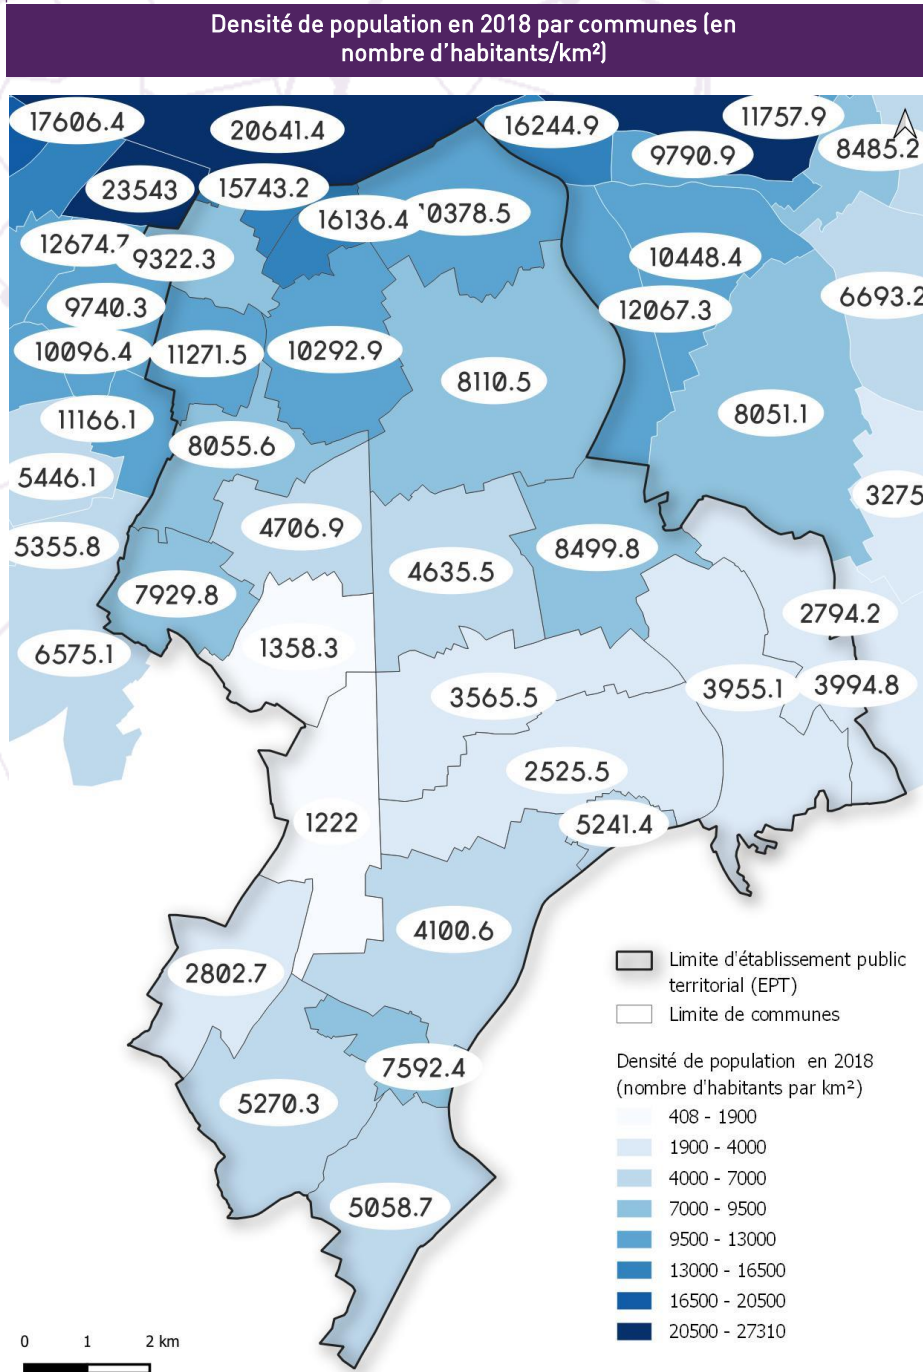 Densité de population en 2018 par communes (en
nombre d'habitants/km²)
17606.4
20641.4
16244.9
11757.9
9790.9
8485.2
23543
15743.2
16136.4
10378.5
12674.7
9322.3
10448.4
9740.3
12067.3
6693.2
10096.4
11271.5
10292.9
8110.5
11166.1
8051.1
8055.6
5446.1
3275
4706.9
5355.8
8499.8
4635.5
7929.8
2794.2
6575.1
1358.3
3565.5
3955.1
3994.8
2525.5
1222
5241.4
4100.6
2802.7
7592.4
5270.3
5058.7
Limite d'établissement public
territorial (EPT)
Limite de communes
Densité de population en 2018
(nombre d'habitants par km²)
408 - 1900
1900 - 4000
4000 - 7000
7000 - 9500
9500 - 13000
13000 - 16500
16500 - 20500
20500 - 27310
0 1 2 km